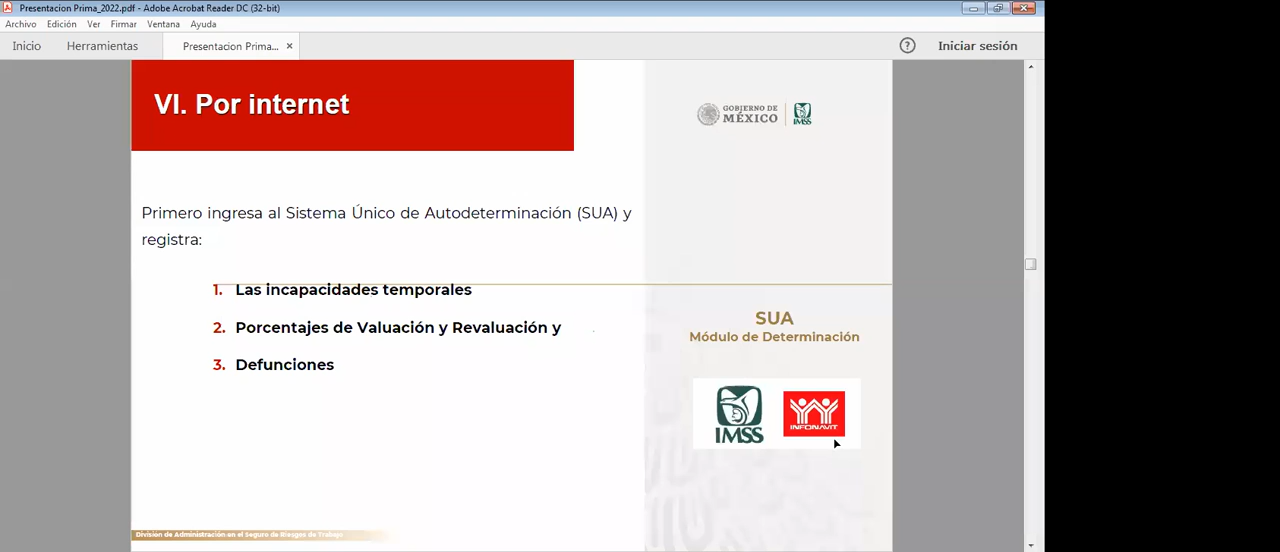 Presentacion Prima_2022.pdf - Adobe Acrobat Reader DC (32-bit)
Archivo Edición Ver Firmar Ventana Ayuda
Inicio Herramientas Presentacion Prima... × ? Iniciar sesión
VI. Por internet
GOBIERNO DE
MÉXICO
IMSS
Primero ingresa al Sistema Único de Autodeterminación (SUA) y
registra:
1. Las incapacidades temporales
2. Porcentajes de Valuación y Revaluación y
3. Defunciones
SUA
Módulo de Determinación
IMSS
INFONAVIT
División de Administración en el Seguro de Riesgos de Trabajo